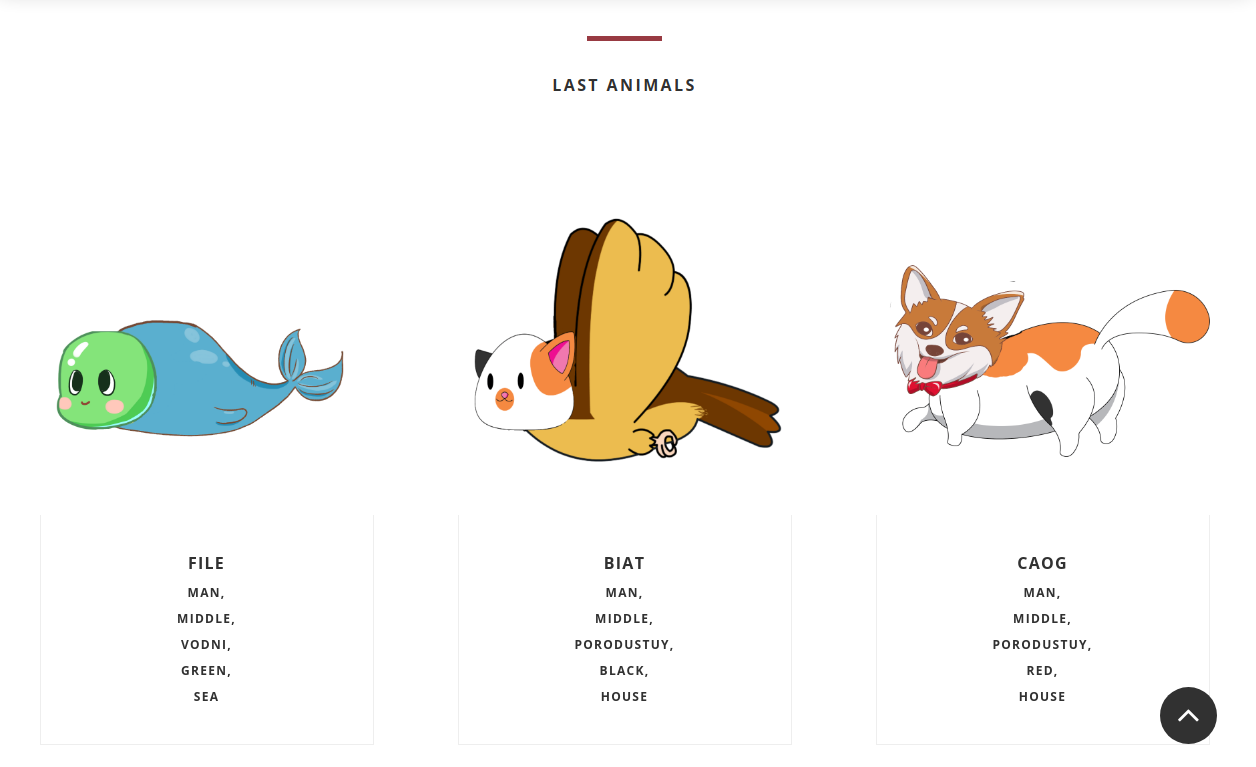 LAST ANIMALS
FILE
MAN,
MIDDLE,
VODNI,
GREEN,
SEA
BIAT
MAN,
MIDDLE,
PORODUSTUY,
BLACK,
HOUSE
CAOG
MAN,
MIDDLE,
PORODUSTUY,
RED,
HOUSE